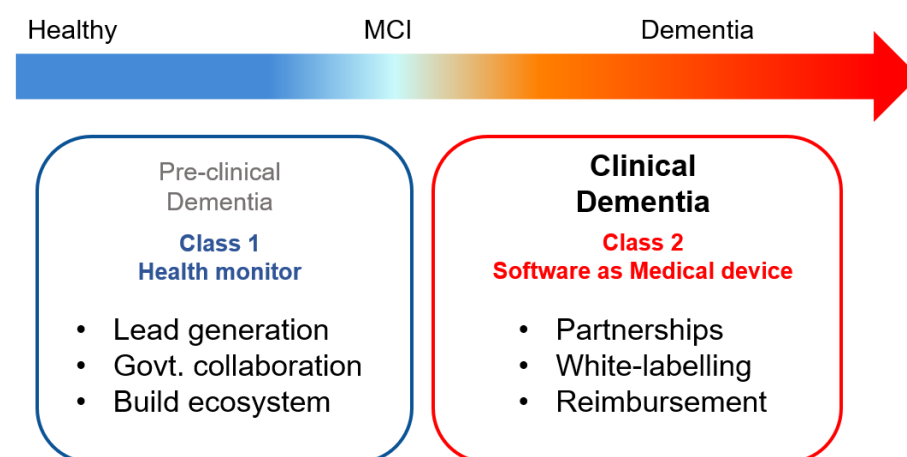 Healthy MCI Dementia
Pre-clinical
Dementia
Class 1
Health monitor
• Lead generation
• Govt. collaboration
• Build ecosystem
Clinical
Dementia
Class 2
Software as Medical device
• Partnerships
• White-labelling
• Reimbursement